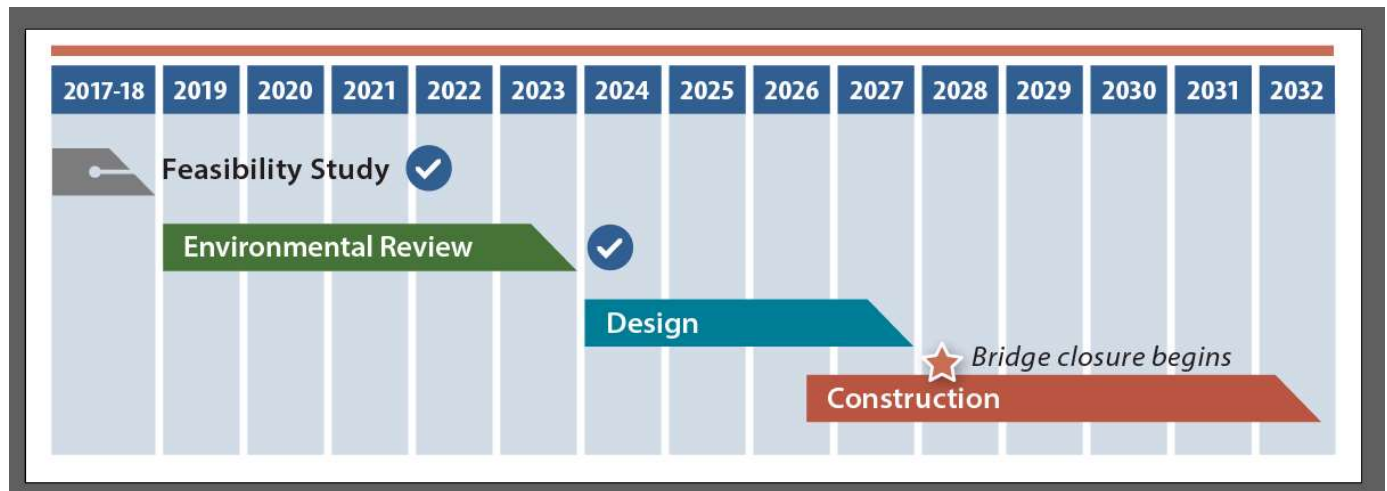 2017-18 2019 2020 2021 2022 2023 2024 2025 2026 2027 2028 2029 2030 2031 2032
Feasibility Study
Environmental Review
Design
Bridge closure begins
Construction